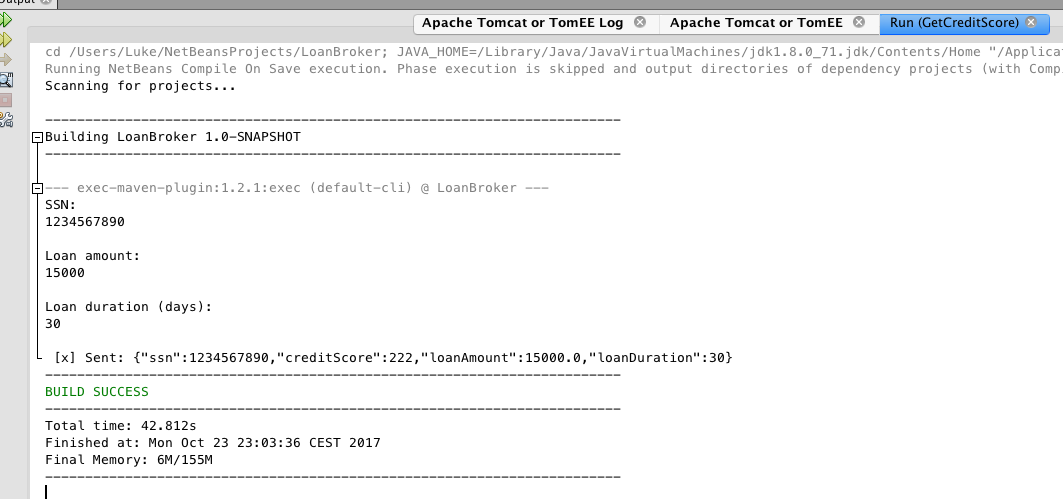 Output
Apache Tomcat or TomEE Log
Apache Tomcat or TomEE
Run (GetCreditScore)
cd /Users/Luke/NetBeansProjects/LoanBroker; JAVA_HOME=/Library/Java/JavaVirtualMachines/jdk1.8.0_71.jdk/Contents/Home "/Applica
Running NetBeans Compile On Save execution. Phase execution is skipped and output directories of dependency projects (with Comp
Scanning for projects...
------------------------------------------------------------------------
Building LoanBroker 1.0-SNAPSHOT
------------------------------------------------------------------------
--- exec-maven-plugin:1.2.1:exec (default-cli) @ LoanBroker ---
SSN:
1234567890
Loan amount:
15000
Loan duration (days):
30
[x] Sent: {"ssn":1234567890,"creditScore":222,"loanAmount":15000.0,"loanDuration":30}
------------------------------------------------------------------------
BUILD SUCCESS
------------------------------------------------------------------------
Total time: 42.812s
Finished at: Mon Oct 23 23:03:36 CEST 2017
Final Memory: 6M/155M
------------------------------------------------------------------------